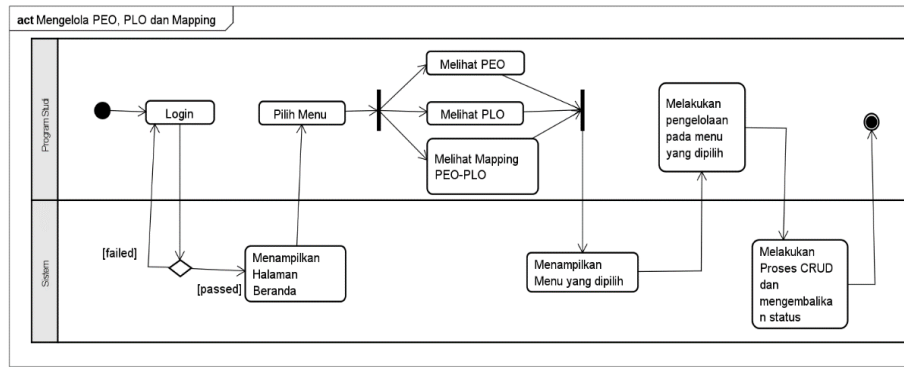 act Mengelola PEO, PLO dan Mapping
Program Studi
Login
Pilih Menu
Melihat PEO
Melihat PLO
Melihat Mapping
PEO-PLO
Melakukan
pengelolaan
pada menu
yang dipilih
Sistem
[failed]
[passed]
Menampilkan
Halaman
Beranda
Menampilkan
Menu yang dipilih
Melakukan
Proses CRUD
dan
mengembalika
n status